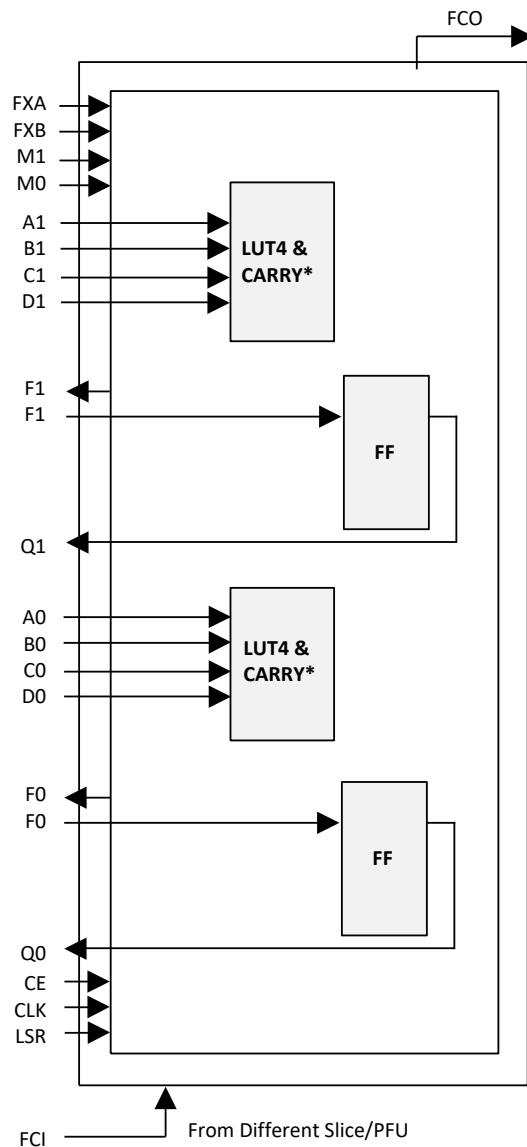 FCO
FXA
FXB
M1
M0
A1
B1
C1
D1
LUT4 &
CARRY*
F1
F1
FF
Q1
A0
B0
C0
D0
LUT4 &
CARRY*
F0
F0
FF
Q0
CE
CLK
LSR
FCI
From Different Slice/PFU